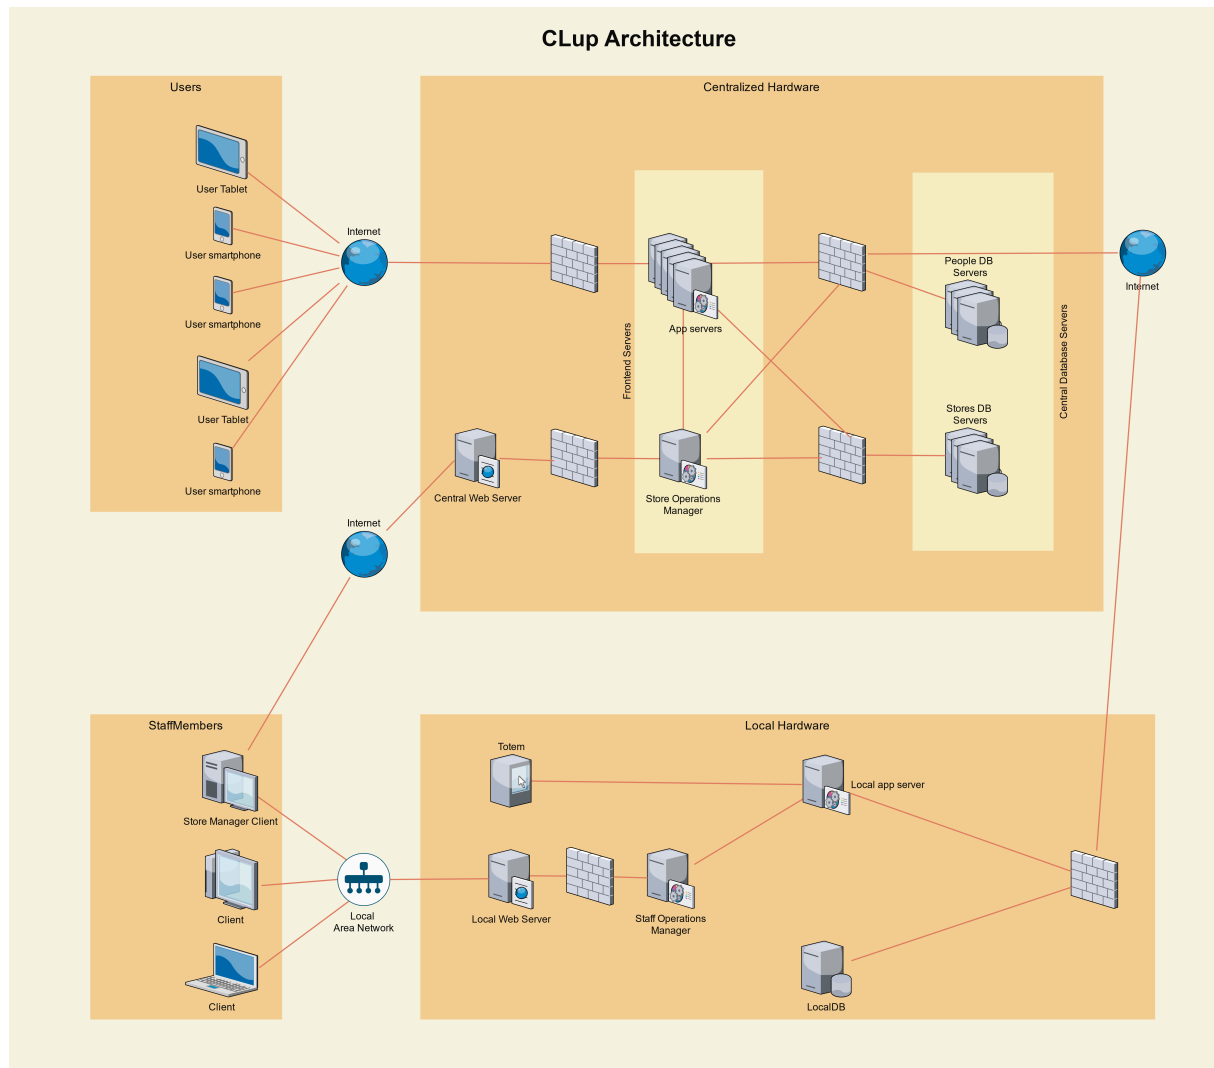 CLup Architecture
Users
User Tablet
User smartphone
User smartphone
User Tablet
User smartphone
Internet
Centralized Hardware
Frontend Servers
App servers
Central Web Server
Store Operations
Manager
People DB
Servers
Stores DB
Servers
Central Database Servers
Internet
Internet
StaffMembers
Store Manager Client
Client
Client
Local
Area Network
Local Hardware
Totem
Local app server
Local Web Server
Staff Operations
Manager
LocalDB